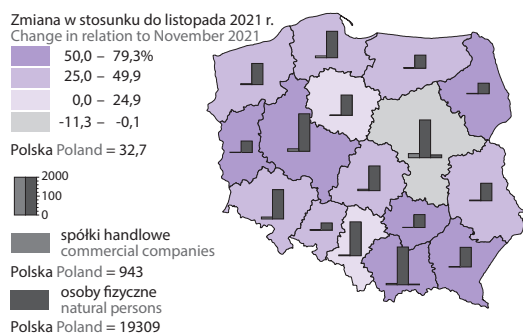 Zmiana w stosunku do listopada 2021 r.
Change in relation to November 2021
50,0 – 79,3%
25,0 – 49,9
0,0 – 24,9
-11,3 – -0,1
Polska Poland = 32,7
2000
100
0
spółki handlowe
commercial companies
Polska Poland = 943
osoby fizyczne
natural persons
Polska Poland = 19309